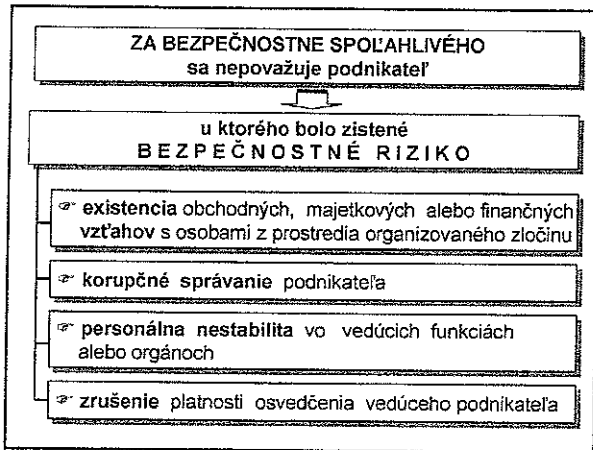 ZA BEZPEČNOSTNE SPOĽAHLIVÉHO
sa nepovažuje podnikateľ
u ktorého bolo zistené
BEZPEČNOSTNÉ RIZIKO
☞ existencia obchodných, majetkových alebo finančných
vzťahov s osobami z prostredia organizovaného zločinu
☞ korupčné správanie podnikateľa
☞ personálna nestabilita vo vedúcich funkciách
alebo orgánoch
☞ zrušenie platnosti osvedčenia vedúceho podnikateľa